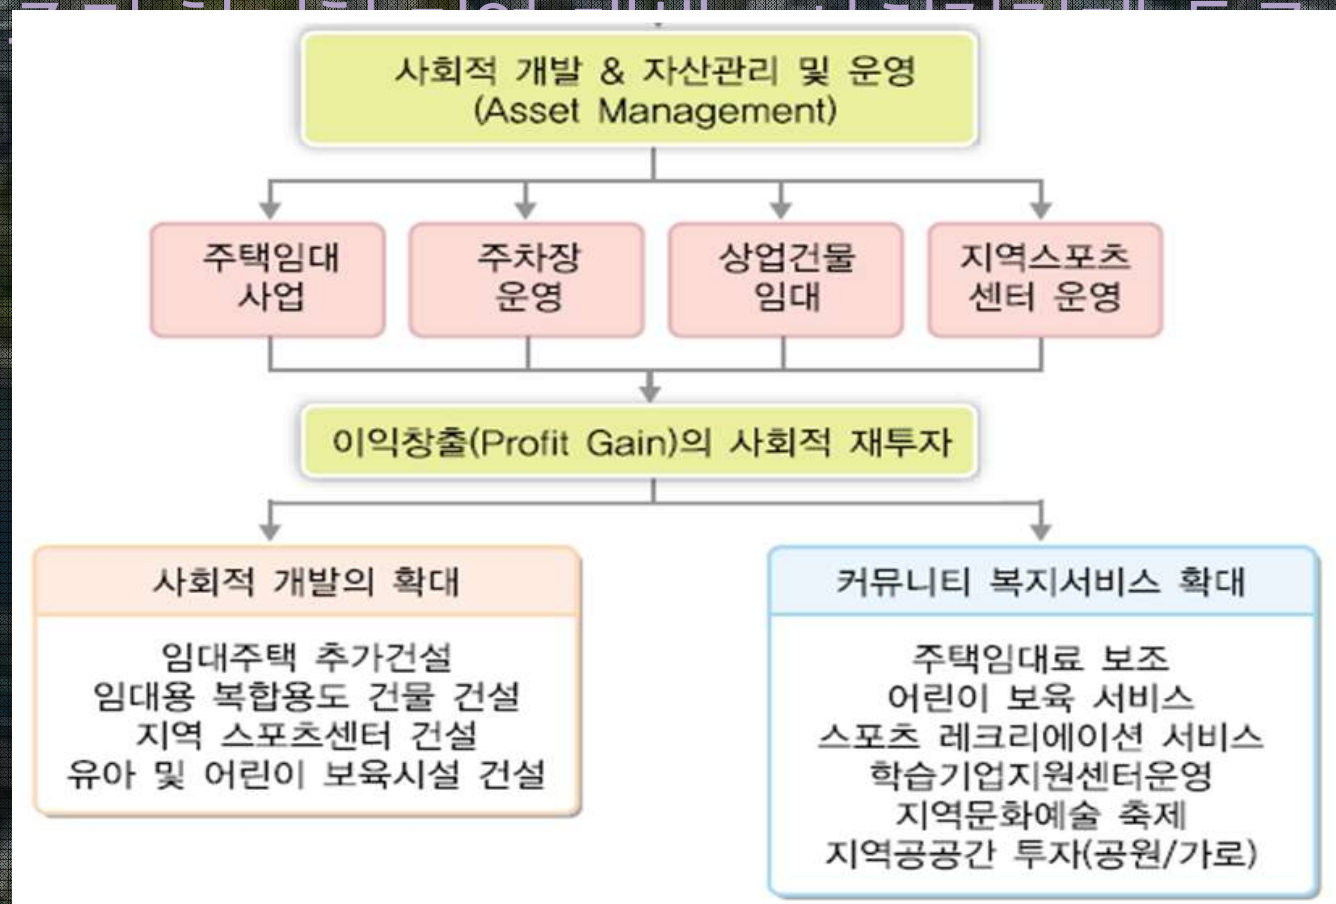 사회적 개발 & 자산관리 및 운영
(Asset Management)
주택임대
사업
주차장
운영
상업건물
임대
지역스포츠
센터 운영
이익창출(Profit Gain)의 사회적 재투자
사회적 개발의 확대
임대주택 추가건설
임대용 복합용도 건물 건설
지역 스포츠센터 건설
유아 및 어린이 보육시설 건설
커뮤니티 복지서비스 확대
주택임대료 보조
어린이 보육 서비스
스포츠 레크리에이션 서비스
학습기업지원센터운영
지역문화예술 축제
지역공공간 투자(공원/가로)